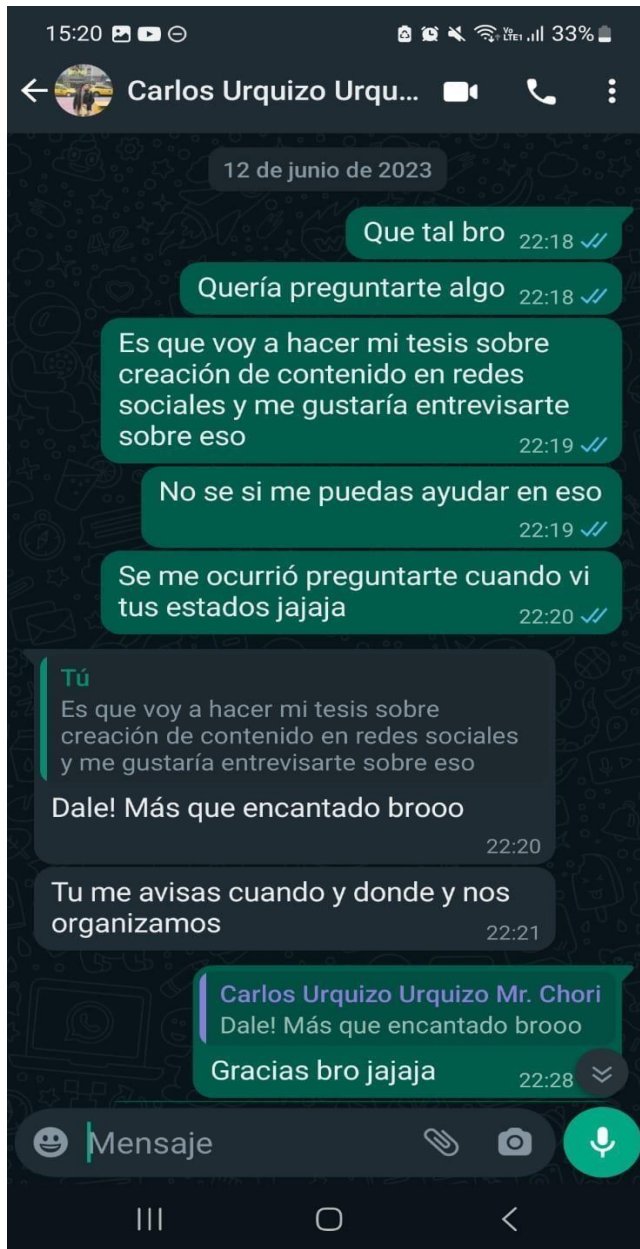 15:20
33%
Carlos Urquizo Urqu...
12 de junio de 2023
Que tal bro 22:18
Quería preguntarte algo 22:18
Es que voy a hacer mi tesis sobre
creación de contenido en redes
sociales y me gustaría entrevisarte
sobre eso
22:19
No se si me puedas ayudar en eso
22:19
Se me ocurrió preguntarte cuando vi
tus estados jajaja
22:20
Tú
Es que voy a hacer mi tesis sobre
creación de contenido en redes sociales
y me gustaría entrevisarte sobre eso
Dale! Más que encantado brooo
22:20
Tu me avisas cuando y donde y nos
organizamos
22:21
Carlos Urquizo Urquizo Mr. Chori
Dale! Más que encantado brooo
Gracias bro jajaja 22:28
Mensaje